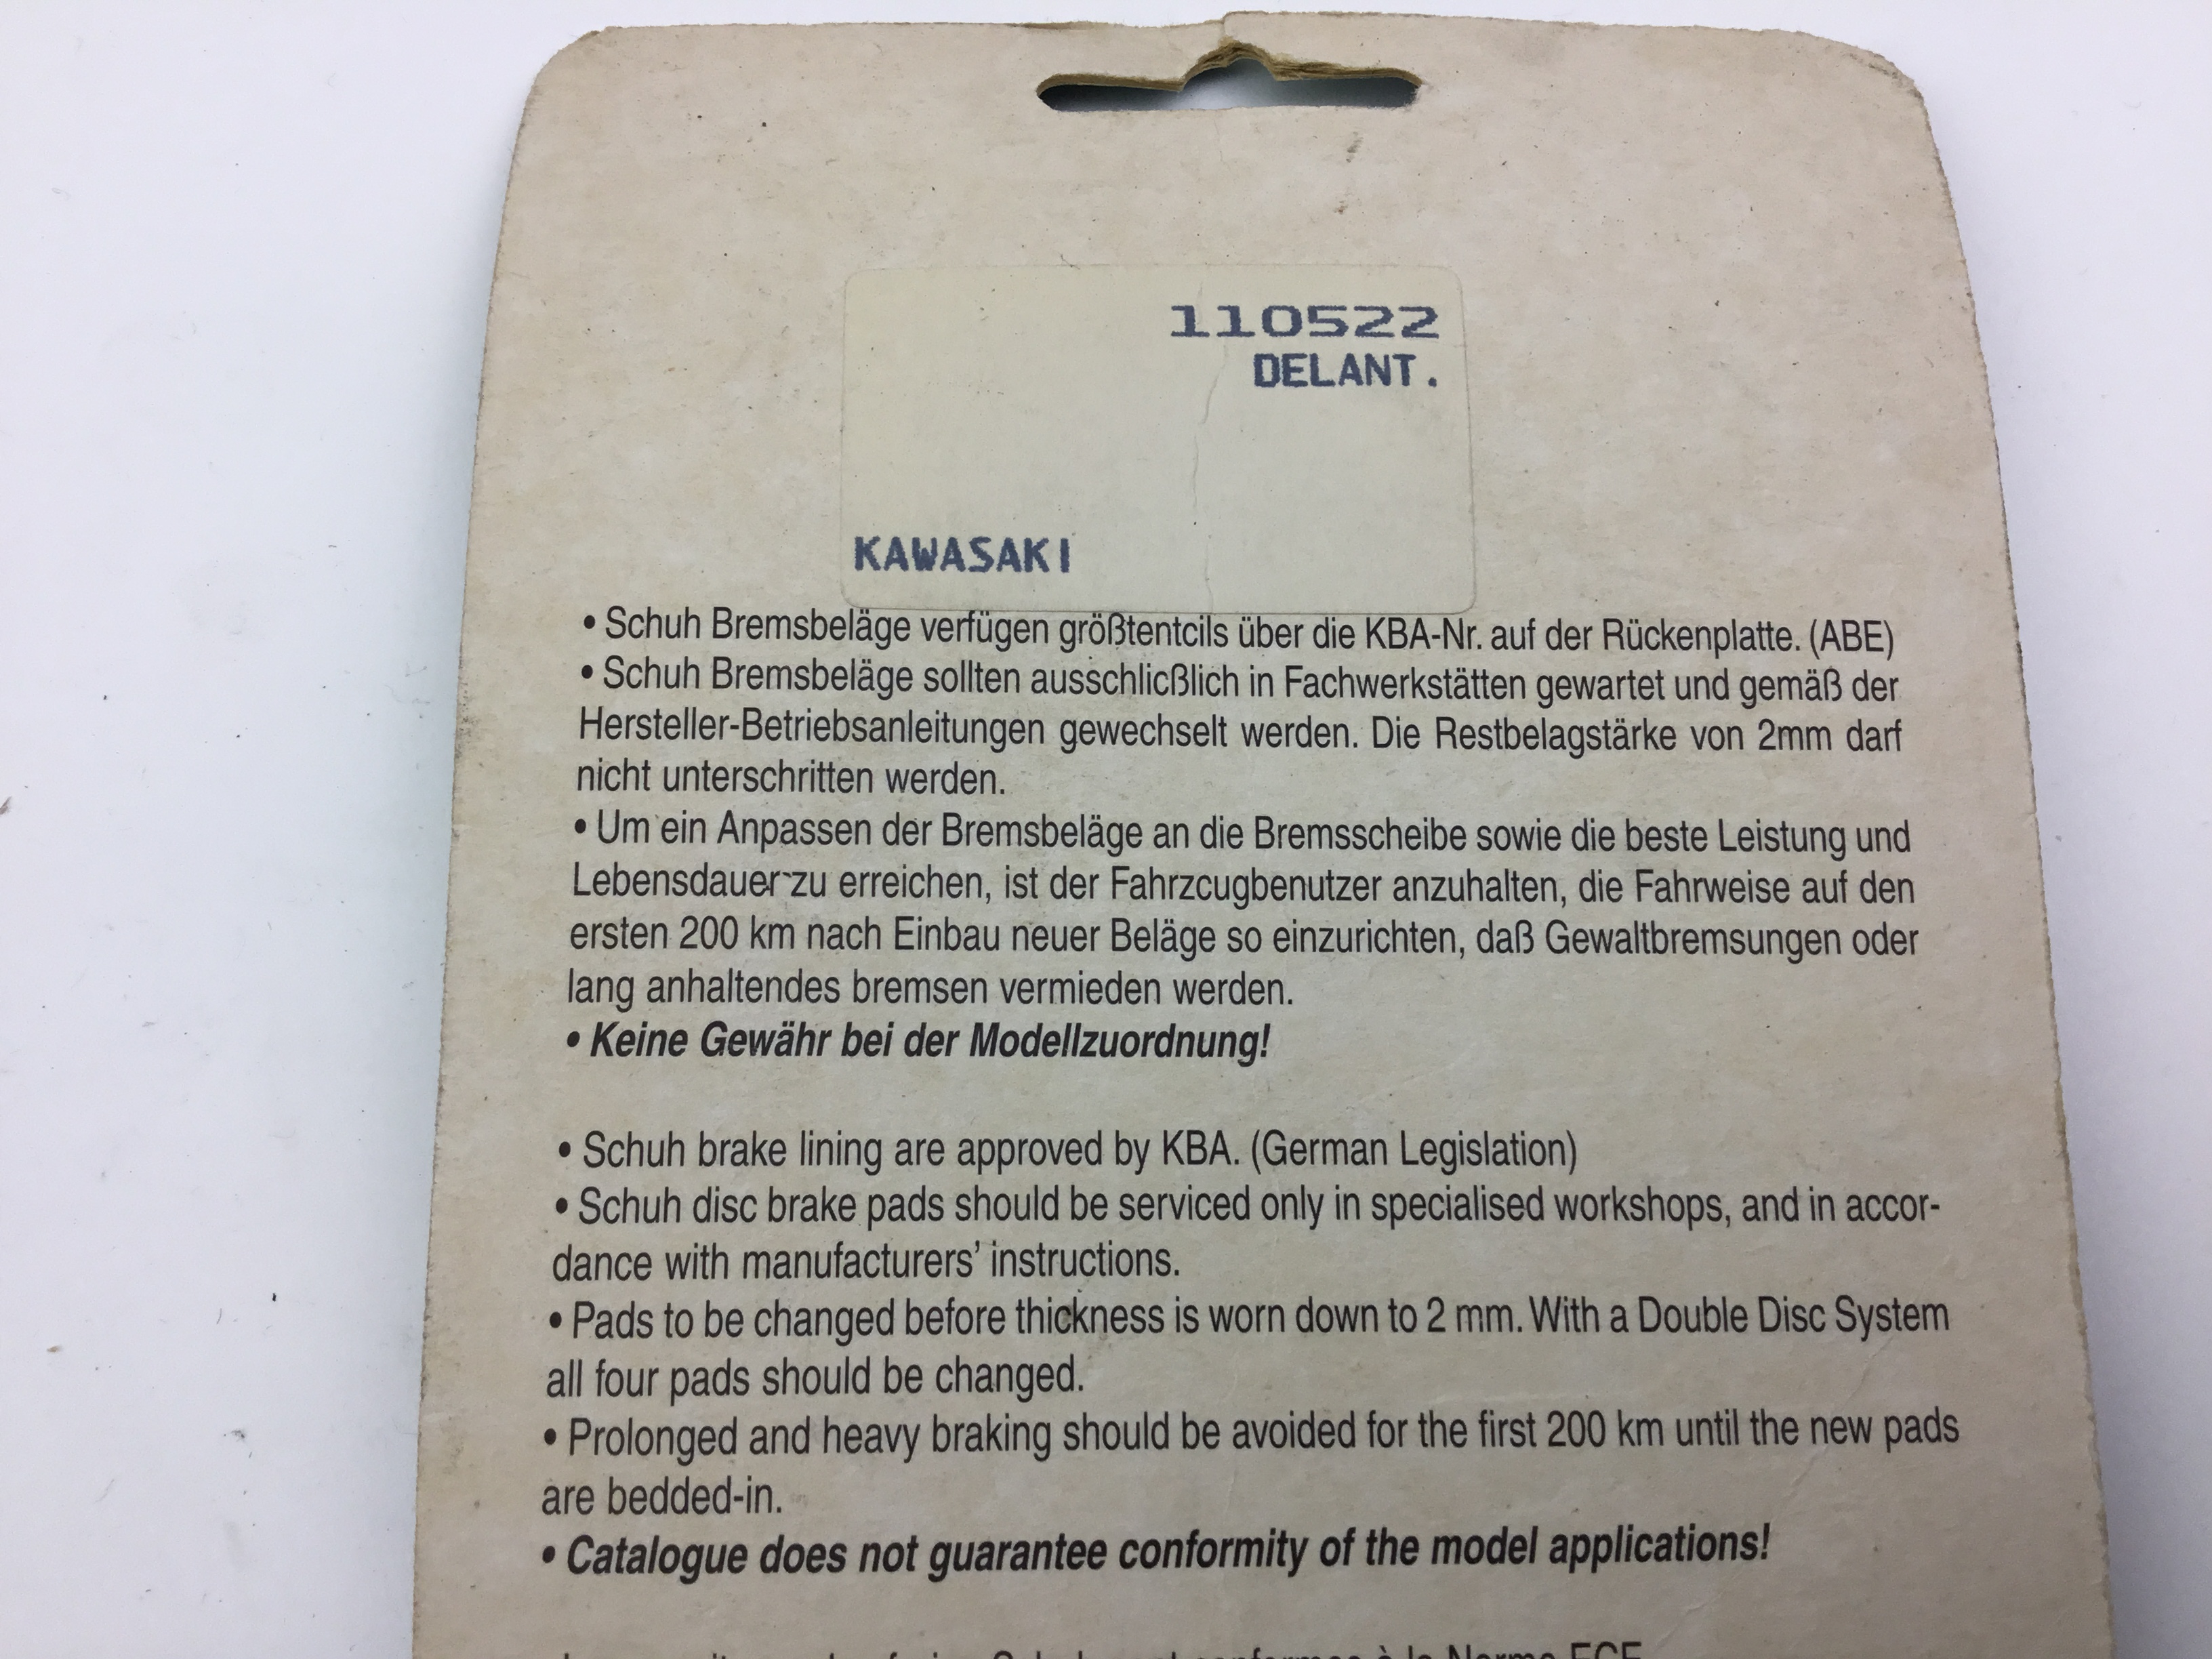 110522
DELANT.
KAWASAKI
• Schuh Bremsbeläge verfügen größtentcils über die KBA-Nr. auf der Rückenplatte. (ABE)
• Schuh Bremsbeläge sollten ausschlicßlich in Fachwerkstätten gewartet und gemäß der
Hersteller-Betriebsanleitungen gewechselt werden. Die Restbelagstärke von 2mm darf
nicht unterschritten werden.
• Um ein Anpassen der Bremsbeläge an die Bremsscheibe sowie die beste Leistung und
Lebensdauer zu erreichen, ist der Fahrzcugbenutzer anzuhalten, die Fahrweise auf den
ersten 200 km nach Einbau neuer Beläge so einzurichten, daß Gewaltbremsungen oder
lang anhaltendes bremsen vermieden werden.
• Keine Gewähr bei der Modellzuordnung!
• Schuh brake lining are approved by KBA. (German Legislation)
• Schuh disc brake pads should be serviced only in specialised workshops, and in accor-
dance with manufacturers' instructions.
• Pads to be changed before thickness is worn down to 2 mm. With a Double Disc System
all four pads should be changed.
• Prolonged and heavy braking should be avoided for the first 200 km until the new pads
are bedded-in.
• Catalogue does not guarantee conformity of the model applications!
conformes à la Norme ECE